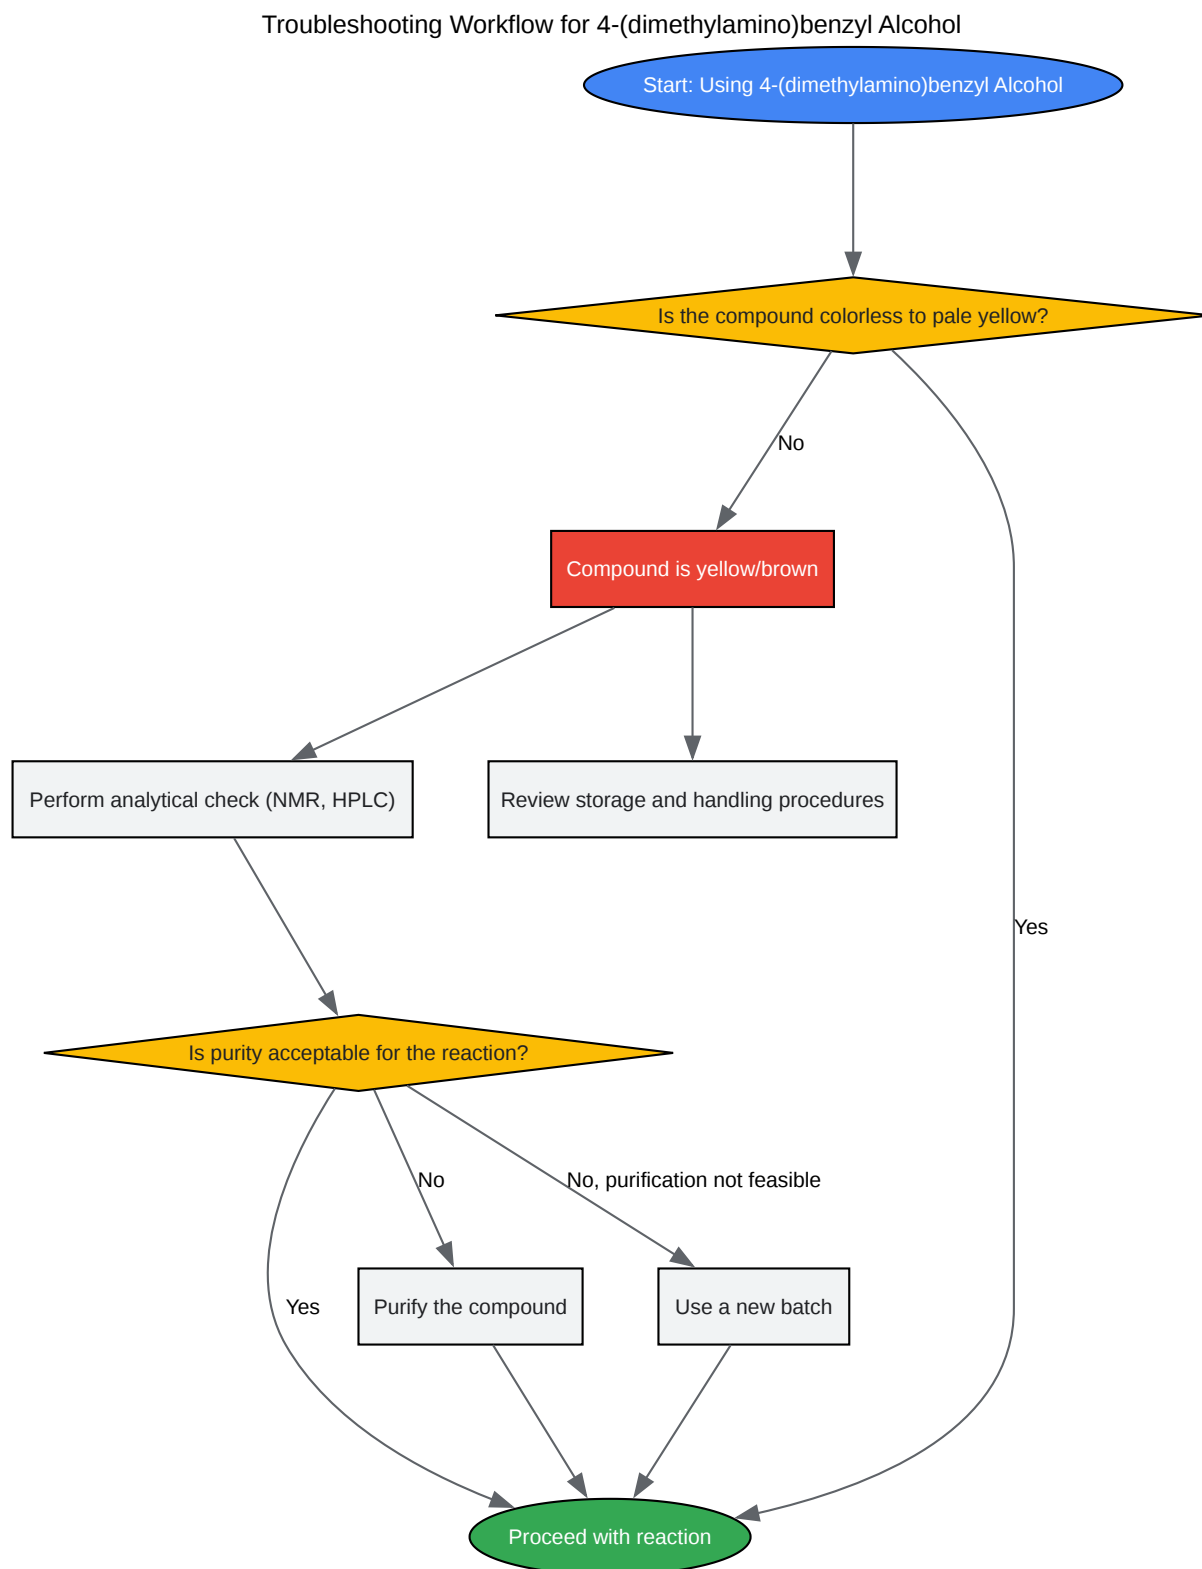 Troubleshooting Workflow for 4-(dimethylamino)benzyl Alcohol
Start: Using 4-(dimethylamino)benzyl Alcohol
Is the compound colorless to pale yellow?
No
Compound is yellow/brown
Perform analytical check (NMR, HPLC)
Review storage and handling procedures
Yes
Is purity acceptable for the reaction?
No
No, purification not feasible
Yes
Purify the compound
Use a new batch
Proceed with reaction